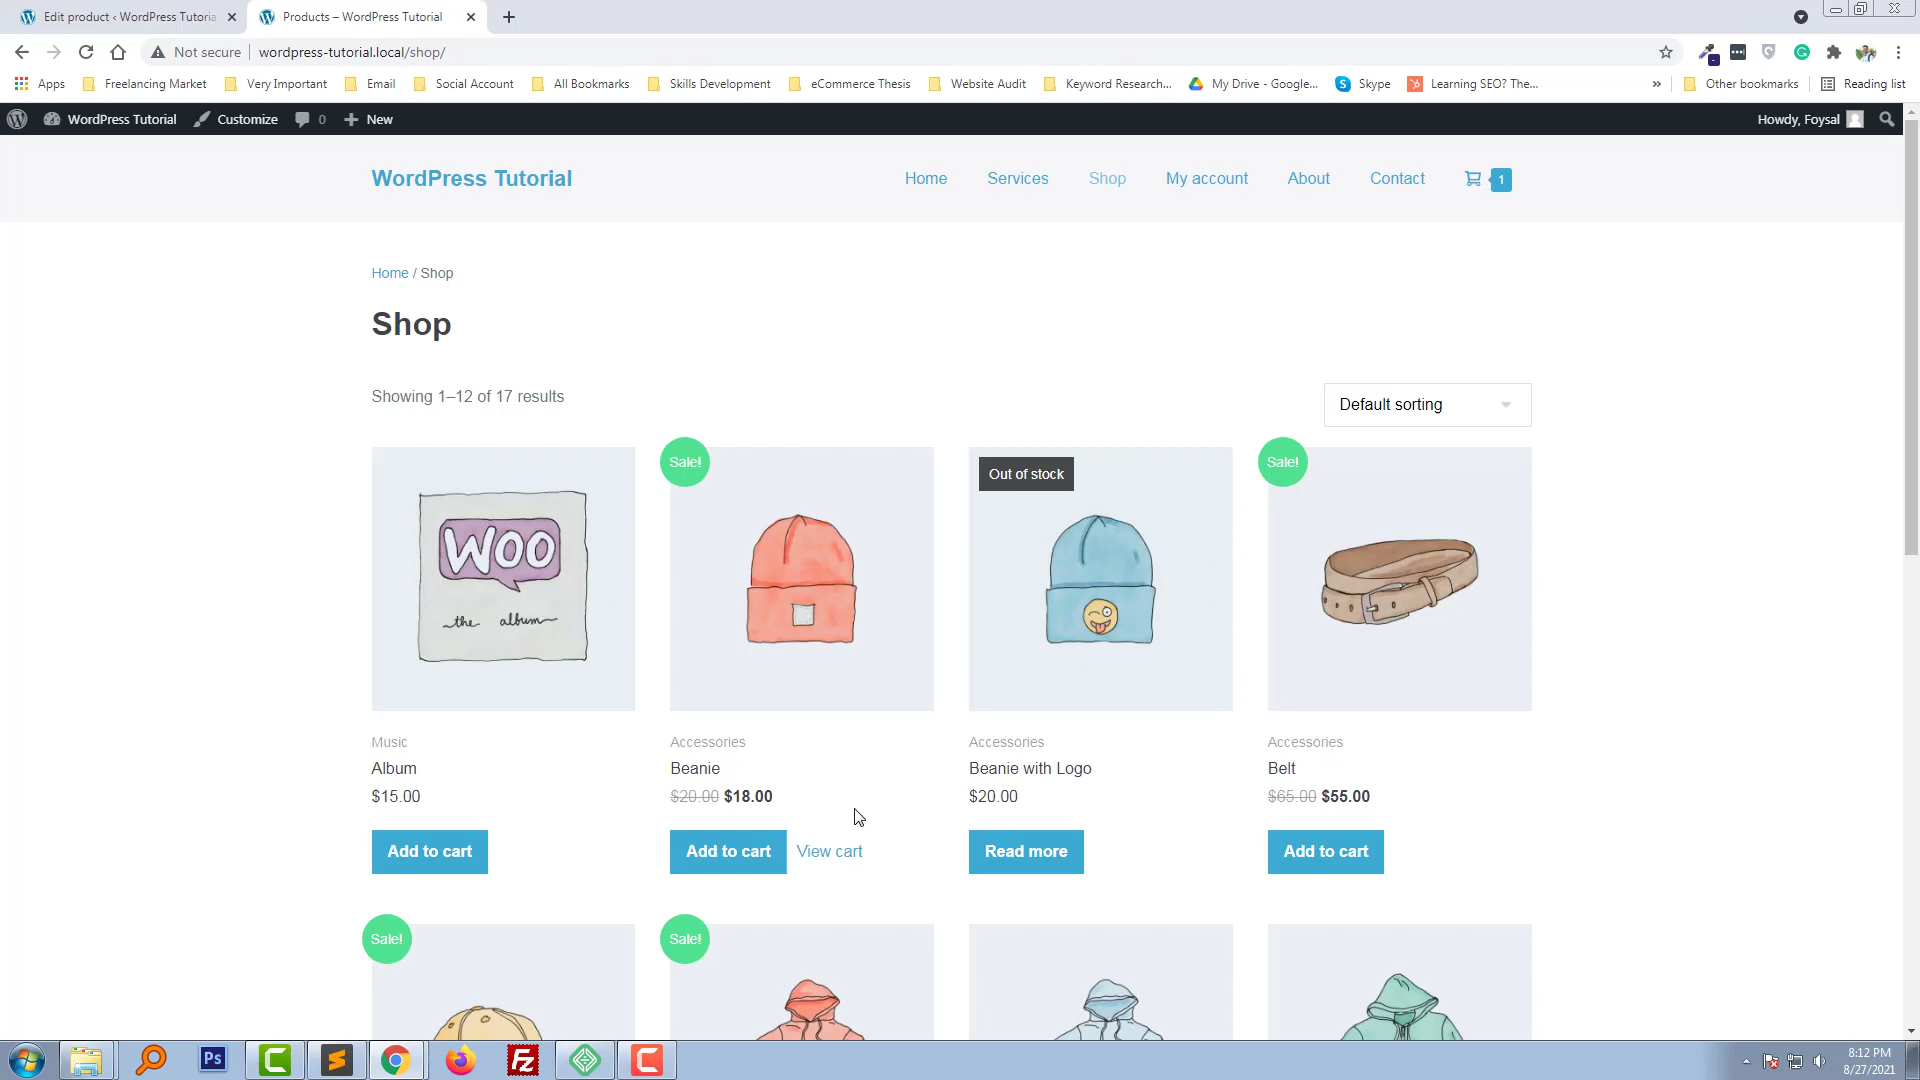 Edit product ‹ WordPress Tutoria
Products – WordPress Tutorial
Not secure
wordpress-tutorial.local/shop/
Apps
Freelancing Market
Very Important
Email
Social Account
All Bookmarks
Skills Development
eCommerce Thesis
Website Audit
Keyword Research...
My Drive - Google...
Skype
Learning SEO? The...
»
Other bookmarks
Reading list
WordPress Tutorial
Customize
0
New
Howdy, Foysal
WordPress Tutorial
Home
Services
Shop
My account
About
Contact
1
Home / Shop
Shop
Showing 1–12 of 17 results
Default sorting
WOO
the album
Sale!
Out of stock
Sale!
Music
Album
$15.00
Add to cart
Accessories
Beanie
$20.00 $18.00
Add to cart
View cart
Accessories
Beanie with Logo
$20.00
Read more
Accessories
Belt
$65.00 $55.00
Add to cart
Sale!
Sale!
Ps
Fz
8:12 PM
8/27/2021